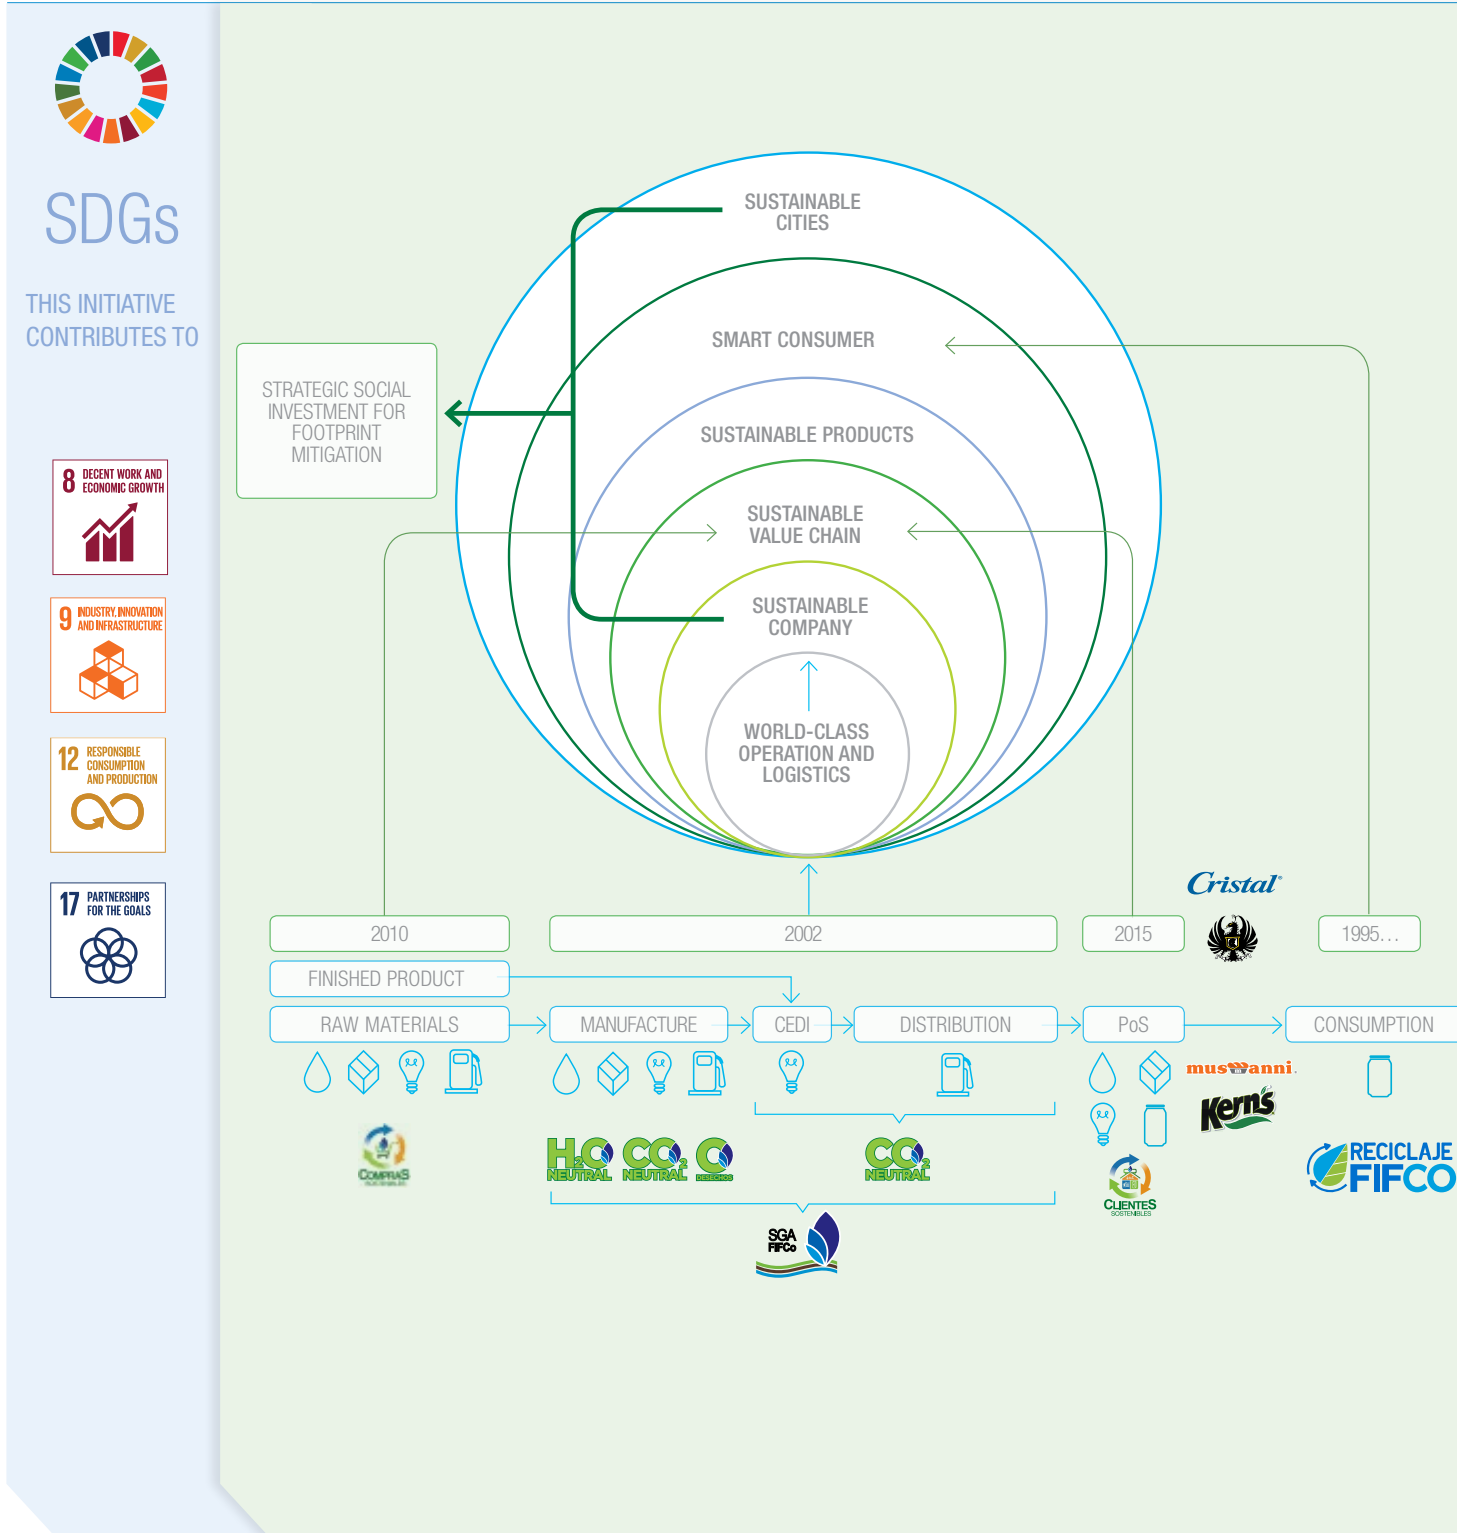 SDGs
THIS INITIATIVE
CONTRIBUTES TO
8 DECENT WORK AND
ECONOMIC GROWTH
9 INDUSTRY, INNOVATION
AND INFRASTRUCTURE
12 RESPONSIBLE
CONSUMPTION
AND PRODUCTION
17 PARTNERSHIPS
FOR THE GOALS
SUSTAINABLE
CITIES
SMART CONSUMER
STRATEGIC SOCIAL
INVESTMENT FOR
FOOTPRINT
MITIGATION
SUSTAINABLE PRODUCTS
SUSTAINABLE
VALUE CHAIN
SUSTAINABLE
COMPANY
WORLD-CLASS
OPERATION AND
LOGISTICS
Cristal
2010
2002
2015
1995…
FINISHED PRODUCT
RAW MATERIALS
MANUFACTURE
CEDI
DISTRIBUTION
PoS
CONSUMPTION
musmanni.
Kern's
COMPRAS
H2O
NEUTRAL
CO2
NEUTRAL
O
DESECHOS
CO2
NEUTRAL
CLIENTES
SOSTENIBLES
RECICLAJE
FIFCO
SGA
FIFCo